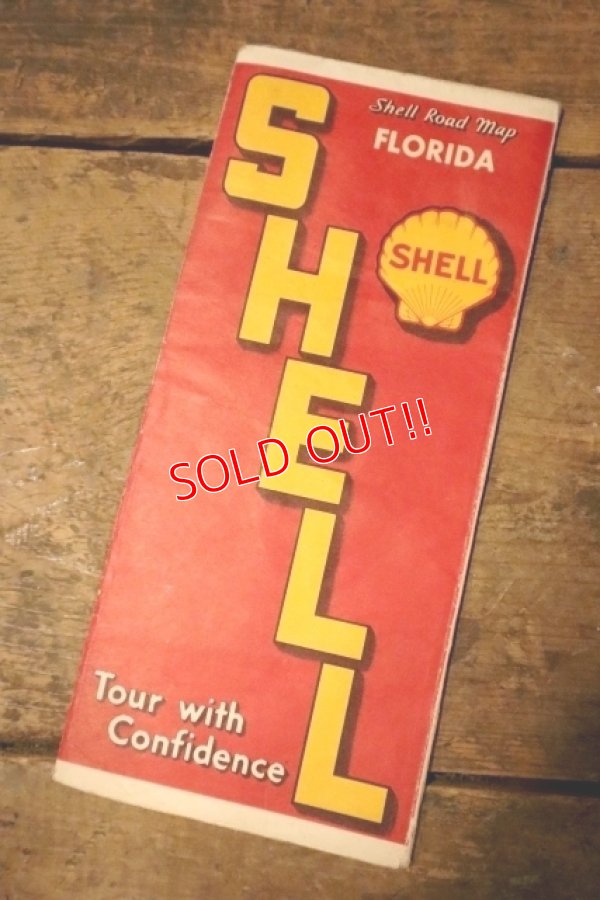 Shell Road Map
FLORIDA
SHELL
SHELL
SOLD OUT!!
Tour with
Confidence